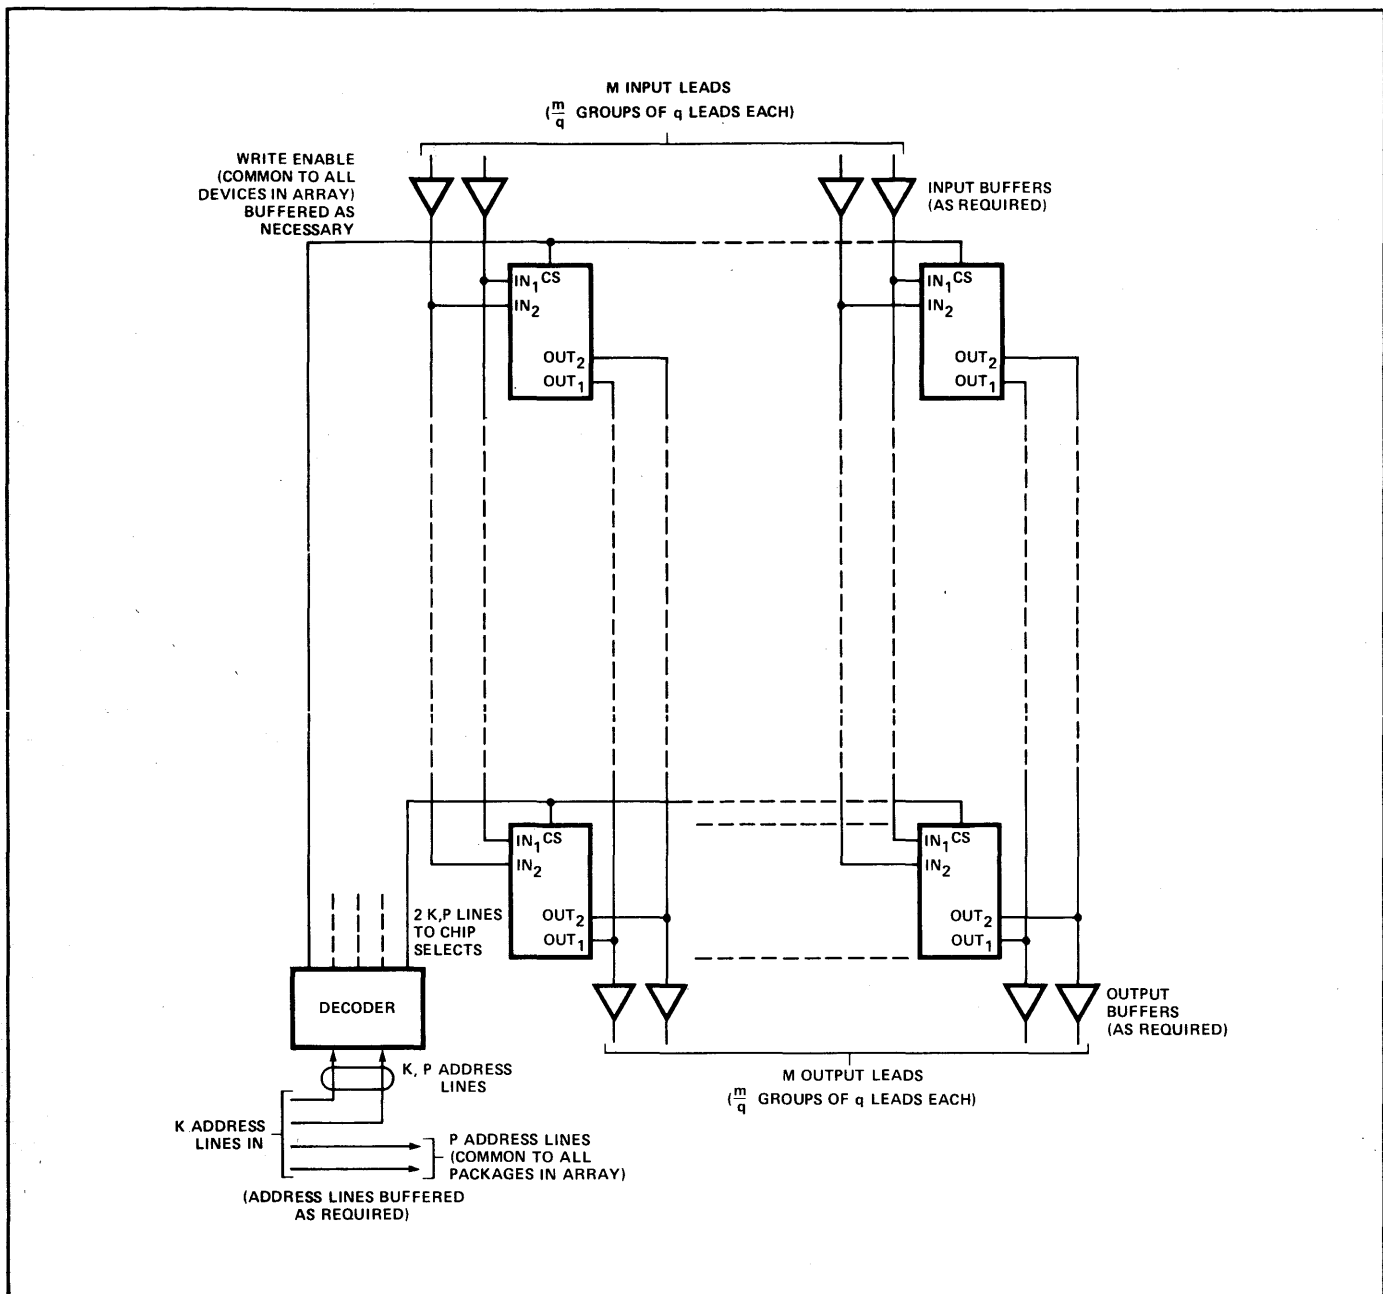 M INPUT LEADS
(m/q GROUPS OF q LEADS EACH)
WRITE ENABLE
(COMMON TO ALL
DEVICES IN ARRAY)
BUFFERED AS
NECESSARY
INPUT BUFFERS
(AS REQUIRED)
IN1 CS
IN2
OUT2
OUT1
IN1 CS
IN2
OUT2
OUT1
IN1 CS
IN2
OUT2
OUT1
IN1 CS
IN2
OUT2
OUT1
2 K,P LINES
TO CHIP
SELECTS
DECODER
OUTPUT
BUFFERS
(AS REQUIRED)
K, P ADDRESS
LINES
M OUTPUT LEADS
(m/q GROUPS OF q LEADS EACH)
K ADDRESS
LINES IN
P ADDRESS LINES
(COMMON TO ALL
PACKAGES IN ARRAY)
(ADDRESS LINES BUFFERED
AS REQUIRED)